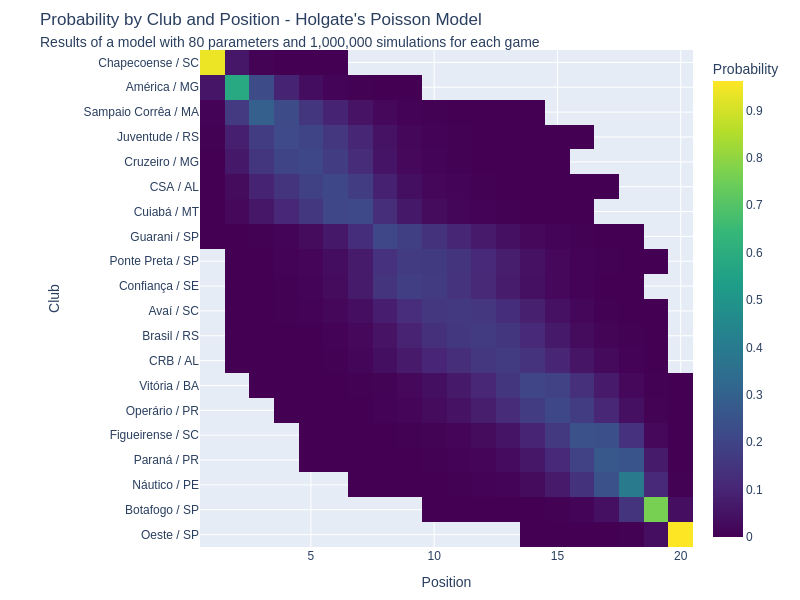 Probability by Club and Position - Holgate's Poisson Model
Results of a model with 80 parameters and 1,000,000 simulations for each game
Probability
Chapecoense / SC
América / MG
Sampaio Corrêa / MA
Juventude / RS
Cruzeiro / MG
CSA / AL
Cuiabá / MT
Guarani / SP
Ponte Preta / SP
Confiança / SE
Avaí / SC
Brasil / RS
CRB / AL
Vitória / BA
Operário / PR
Figueirense / SC
Paraná / PR
Náutico / PE
Botafogo / SP
Oeste / SP
Club
5
10
15
20
Position
0.9
0.8
0.7
0.6
0.5
0.4
0.3
0.2
0.1
0